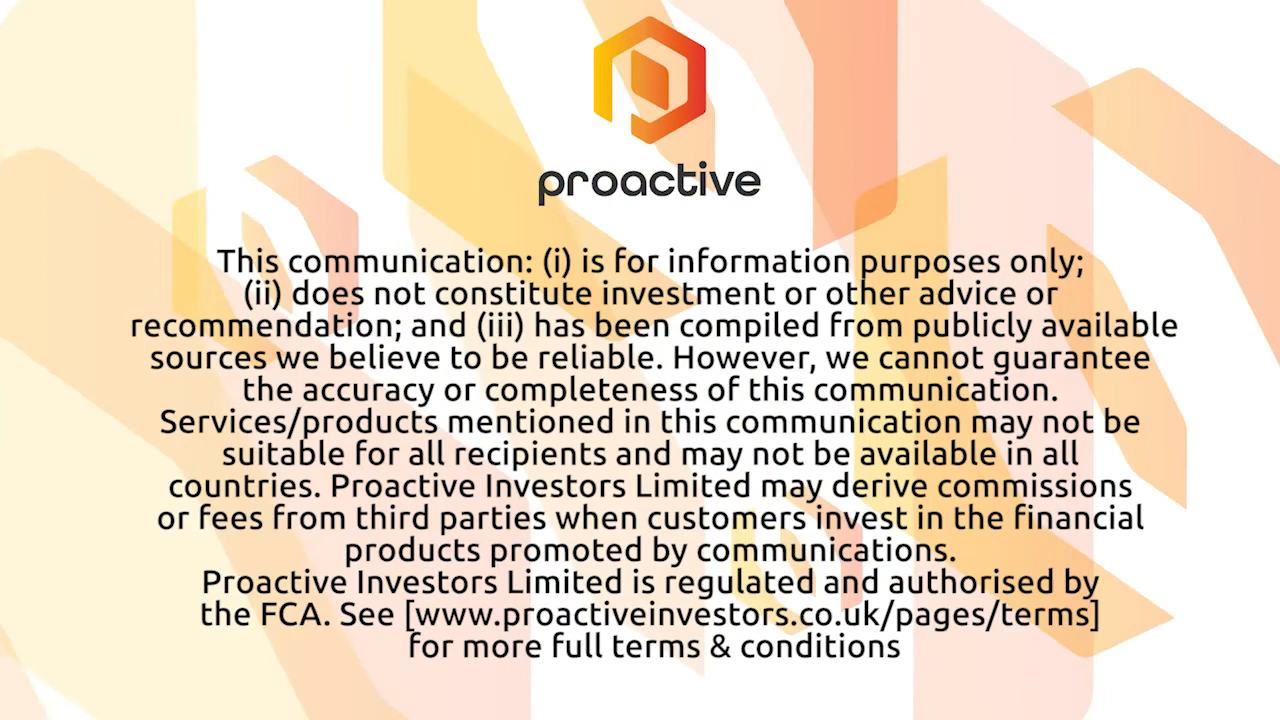 proactive
This communication: (i) is for information purposes only;
(ii) does not constitute investment or other advice or
recommendation; and (iii) has been compiled from publicly available
sources we believe to be reliable. However, we cannot guarantee
the accuracy or completeness of this communication.
Services/products mentioned in this communication may not be
suitable for all recipients and may not be available in all
countries. Proactive Investors Limited may derive commissions
or fees from third parties when customers invest in the financial
products promoted by communications.
Proactive Investors Limited is regulated and authorised by
the FCA. See [www.proactiveinvestors.co.uk/pages/terms]
for more full terms & conditions